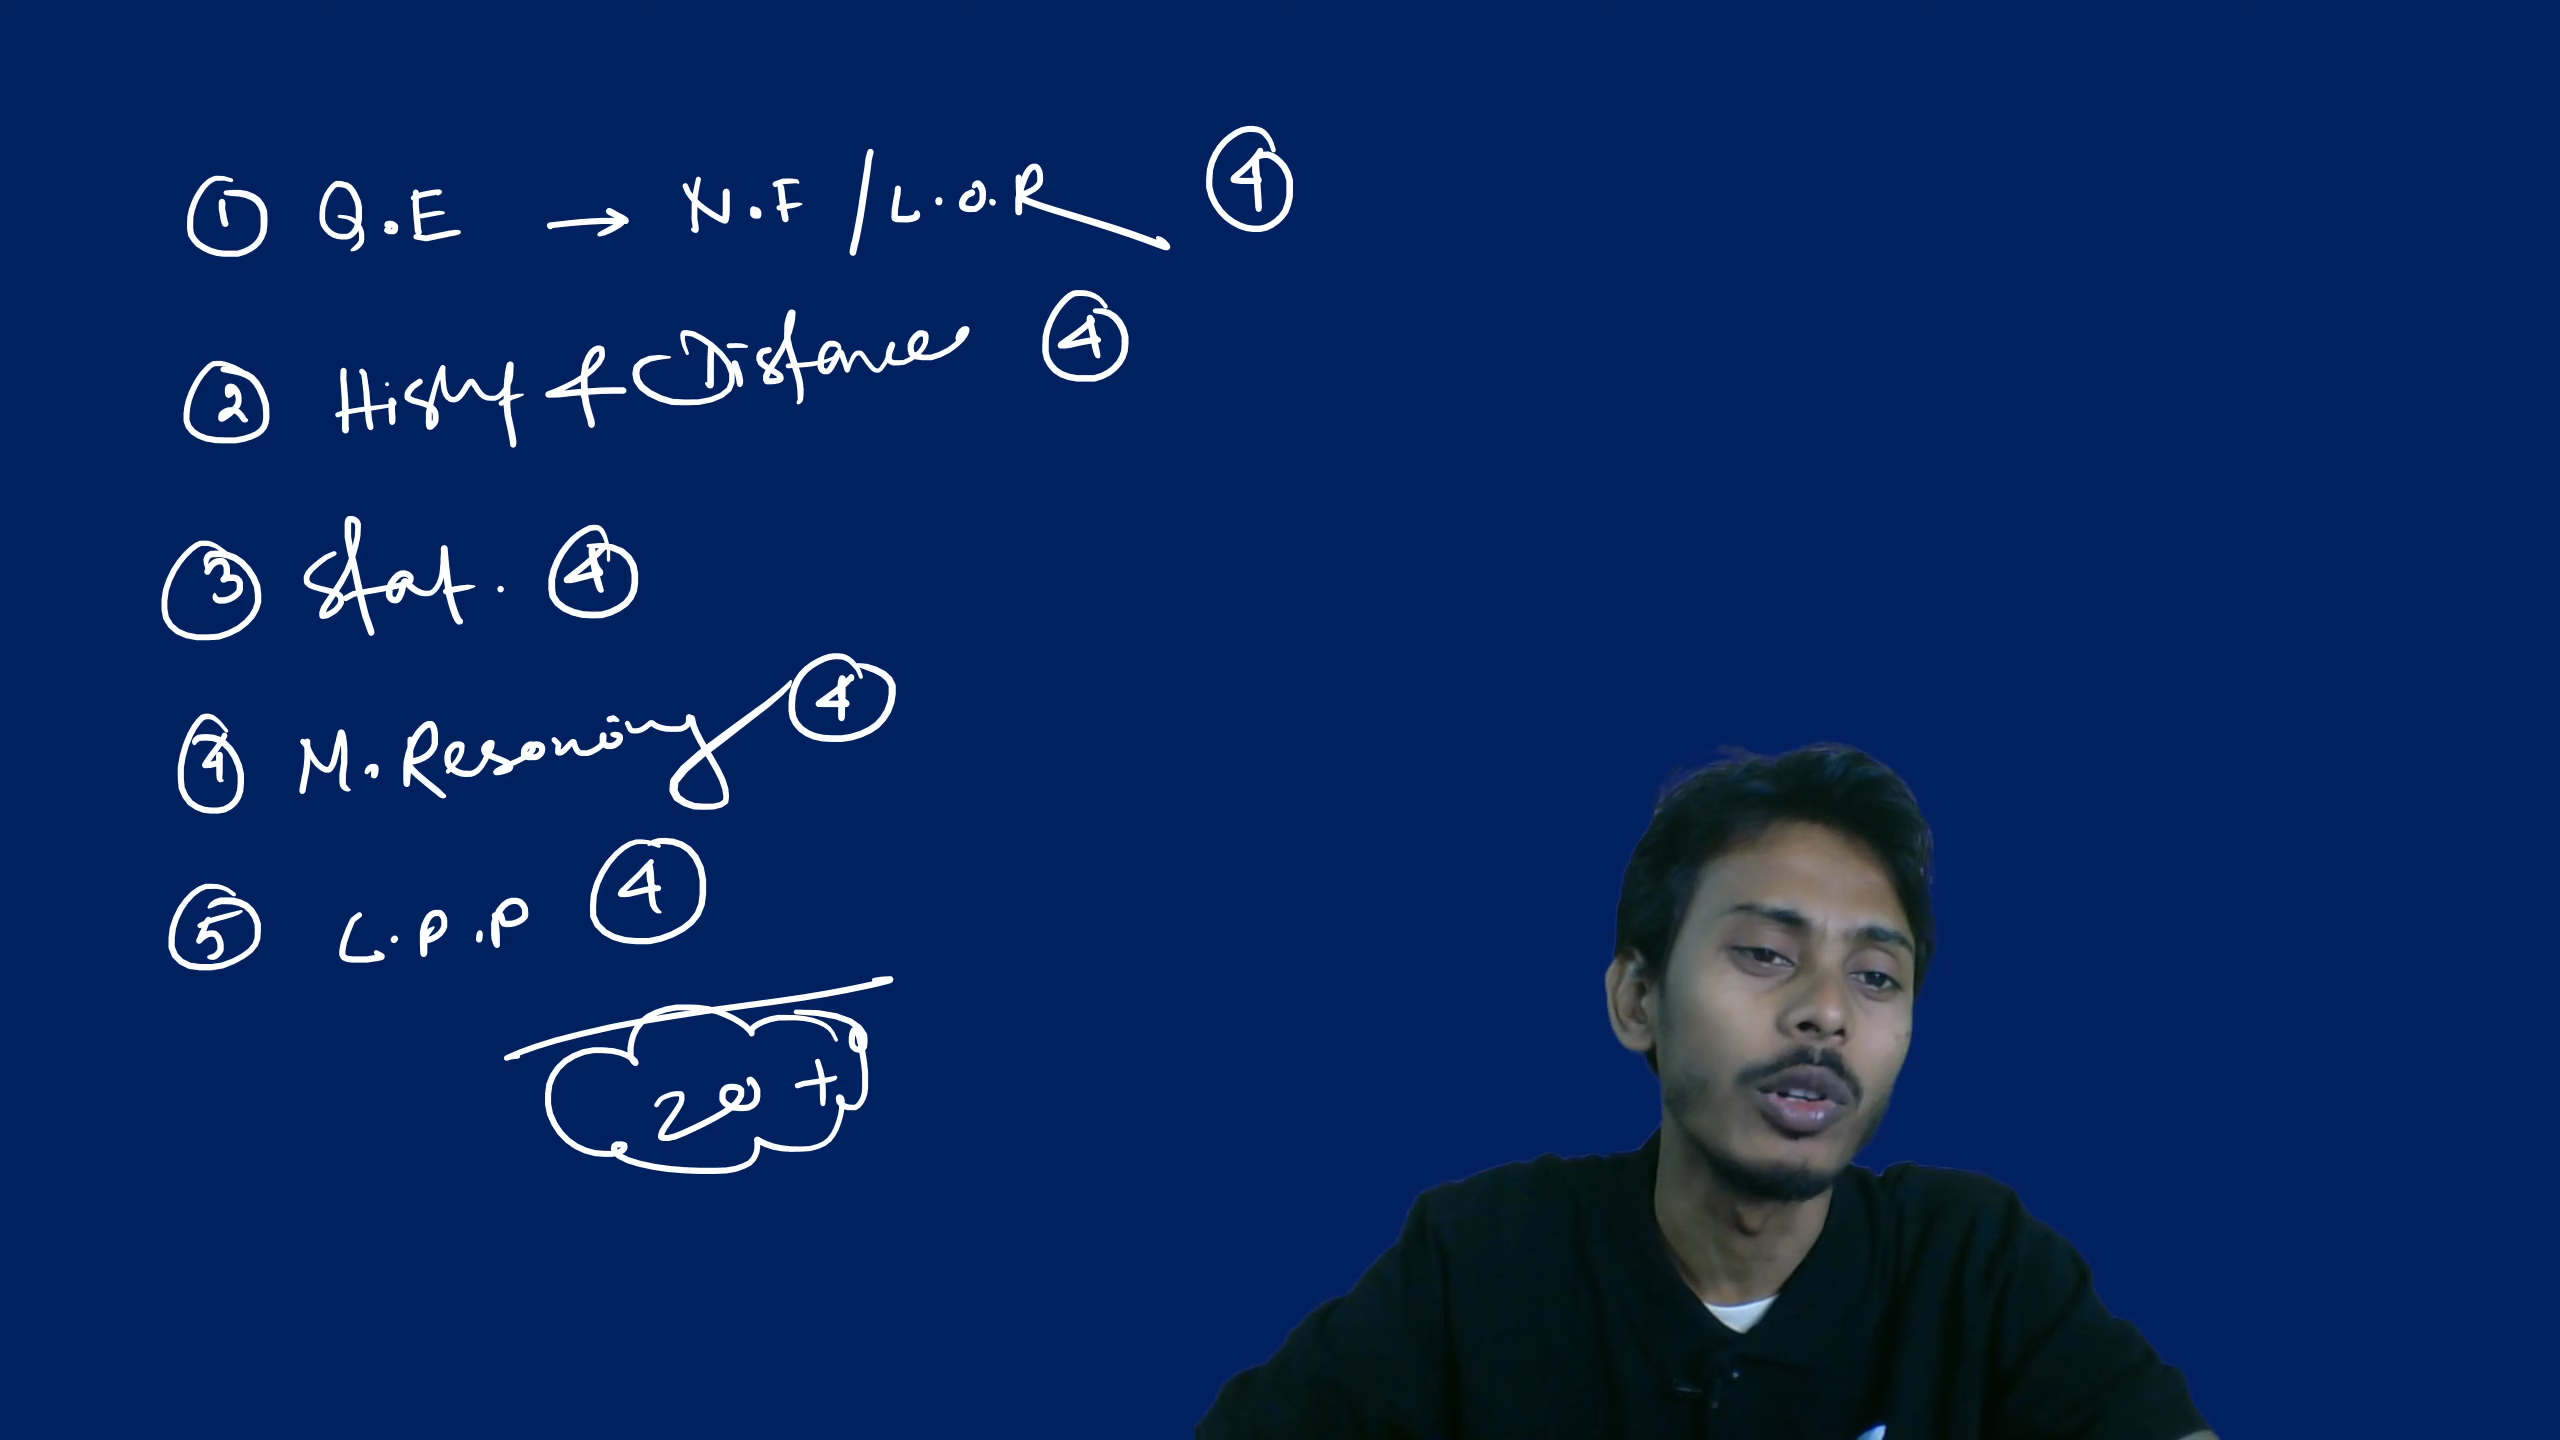 ① Q.E → N.F / L.O.R ④
② Hight & Distance ④
③ Stat. ④
④ M. Resoning ④
⑤ L.P.P ④
20+